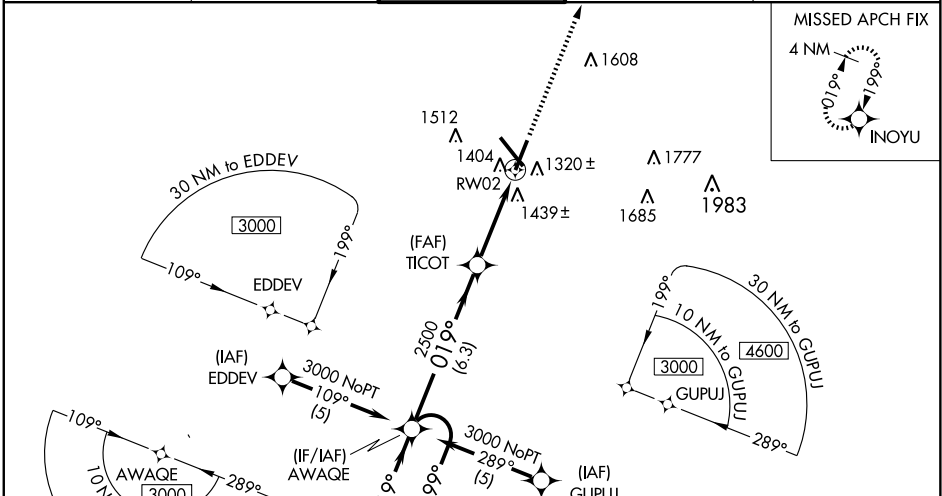 MISSED APCH FIX
4 NM
019°
199°
INOYU
1608
1512
1404
1320 ±
1777
RW02
1439 ±
1685
1983
30 NM to EDDEV
3000
199°
109°
EDDEV
(FAF)
TICOT
2500
019°
(6.3)
199°
30 NM to GUPUJ
10 NM to GUPUJ
4600
3000
GUPUJ
289°
(IAF)
EDDEV
3000 NoPT
109°
(5)
(IF/IAF)
AWAQE
3000 NoPT
289°
(5)
(IAF)
109°
AWAQE
3000
289°